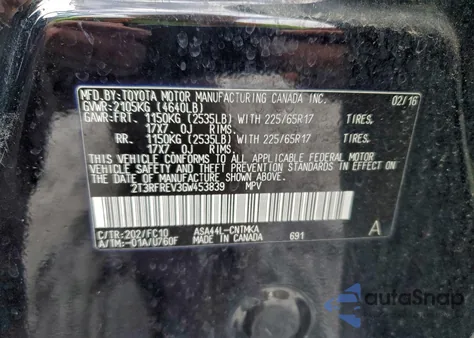 MFD.BY: TOYOTA MOTOR MANUFACTURING CANADA INC.
GVWR: 2105KG (4640LB) 02/16
GAWR: FRT. 1150KG (2535LB) WITH 225/65R17 TIRES,
17X7.0J RIMS.
RR. 1150KG (2535LB) WITH 225/65R17 TIRES,
17X7.0J RIMS.
THIS VEHICLE CONFORMS TO ALL APPLICABLE FEDERAL MOTOR
VEHICLE SAFETY AND THEFT PREVENTION STANDARDS IN
EFFECT ON THE DATE OF MANUFACTURE SHOWN ABOVE.
2T3RFREV3GW453839 MPV
C/TR:202/FC10 ASA44L-CNTMKA A
A/TM:-01A/U760F MADE IN CANADA 691
autoSnap